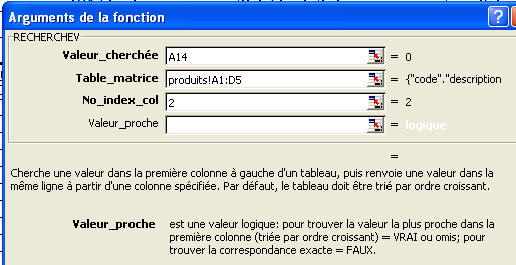 Arguments de la fonction
RECHERCHEV
Valeur_cherchée A14 = 0
Table_matrice produits!A1:D5 = {"code"."description
No_index_col 2 = 2
Valeur_proche = logique
=
Cherche une valeur dans la première colonne à gauche d'un tableau, puis renvoie une valeur dans la
même ligne à partir d'une colonne spécifiée. Par défaut, le tableau doit être trié par ordre croissant.
Valeur_proche est une valeur logique: pour trouver la valeur la plus proche dans la
première colonne (triée par ordre croissant) = VRAI ou omis; pour
trouver la correspondance exacte = FAUX.